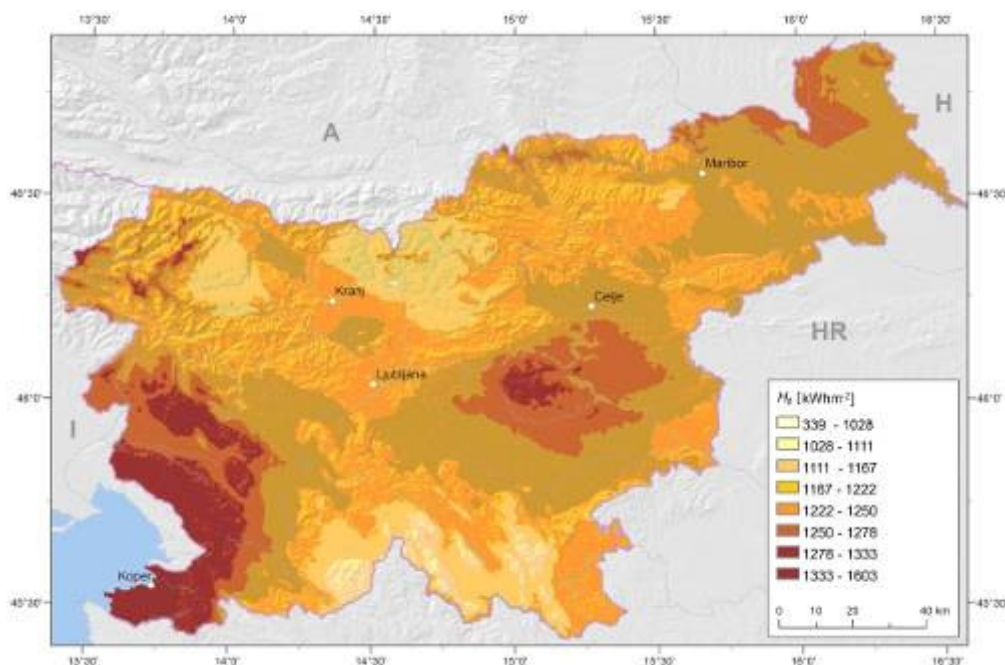 13°30' 14°0' 14°30' 15°0' 15°30' 16°0' 16°30'
H
A
Maribor
46°30' 46°30'
Kranj
Celje
HR
Ljubljana
46°0' 46°0'
I
[kWhm⁻²]
339 - 1028
1028 - 1111
1111 - 1167
1167 - 1222
1222 - 1250
1250 - 1278
1278 - 1333
1333 - 1603
Koper
0 10 20 40 km
45°30' 45°30'
13°30' 14°0' 14°30' 15°0' 15°30' 16°0' 16°30'